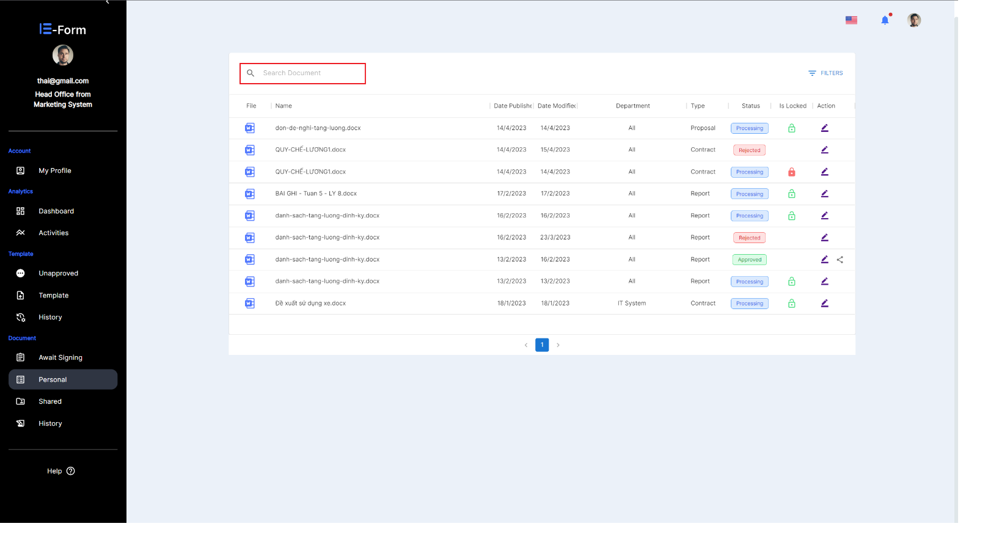 E-Form
thai@gmail.com
Head Office from
Marketing System
Account
My Profile
Analytics
Dashboard
Activities
Template
Unapproved
Template
History
Document
Await Signing
Personal
Shared
History
Help
Search Document
FILTERS
File Name Date Publishe Date Modified Department Type Status Is Locked Action
don-de-nghi-tang-luong.docx 14/4/2023 14/4/2023 All Proposal Processing
QUY-CHẾ-LƯƠNG1.docx 14/4/2023 15/4/2023 All Contract Rejected
QUY-CHẾ-LƯƠNG1.docx 14/4/2023 14/4/2023 All Contract Processing
BAI GHI - Tuan 5 - LY 8.docx 17/2/2023 17/2/2023 All Report Processing
danh-sach-tang-luong-dinh-ky.docx 16/2/2023 16/2/2023 All Report Processing
danh-sach-tang-luong-dinh-ky.docx 16/2/2023 23/3/2023 All Report Rejected
danh-sach-tang-luong-dinh-ky.docx 13/2/2023 16/2/2023 All Report Approved
danh-sach-tang-luong-dinh-ky.docx 13/2/2023 13/2/2023 All Report Processing
Đề xuất sử dụng xe.docx 18/1/2023 18/1/2023 IT System Contract Processing
1